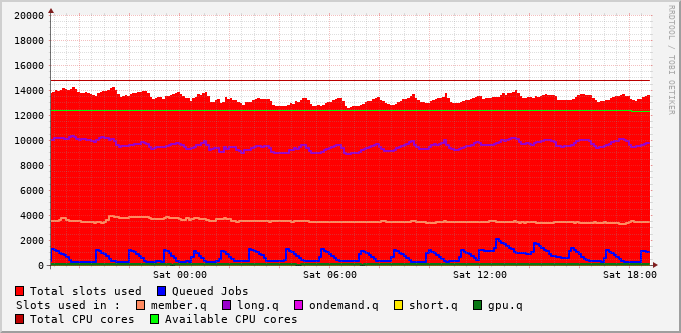 RRDTOOL / TOBI OETIKER
20000
18000
16000
14000
12000
10000
8000
6000
4000
2000
0
Sat 00:00 Sat 06:00 Sat 12:00 Sat 18:00
Total slots used Queued Jobs
Slots used in : member.q long.q ondemand.q short.q gpu.q
Total CPU cores Available CPU cores